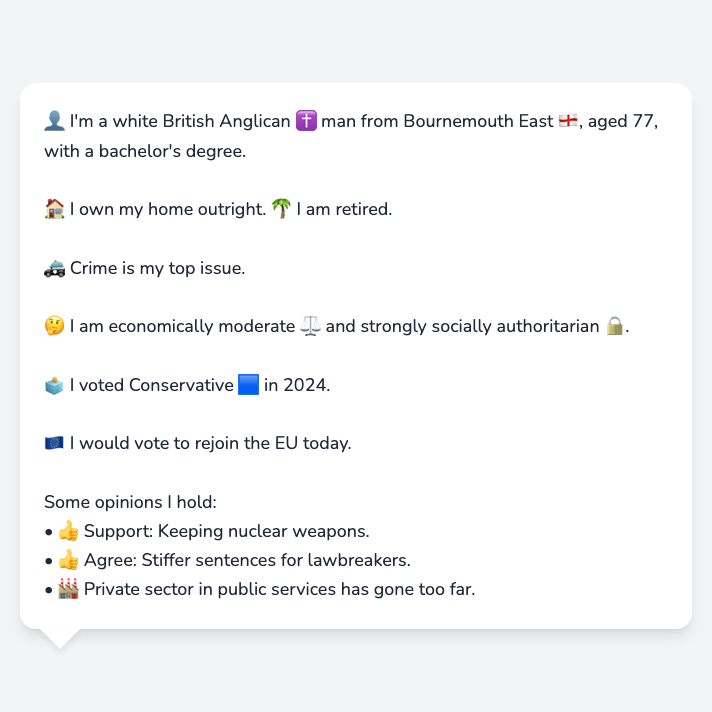 👤 I'm a white British Anglican ✝️ man from Bournemouth East 🏴󠁧󠁢󠁥󠁮󠁧󠁿, aged 77,
with a bachelor's degree.
🏠 I own my home outright. 🌴 I am retired.
🚓 Crime is my top issue.
🤔 I am economically moderate ⚖️ and strongly socially authoritarian 🔒.
🗳️ I voted Conservative 🟦 in 2024.
🇪🇺 I would vote to rejoin the EU today.
Some opinions I hold:
• 👍 Support: Keeping nuclear weapons.
• 👍 Agree: Stiffer sentences for lawbreakers.
• 🏭 Private sector in public services has gone too far.